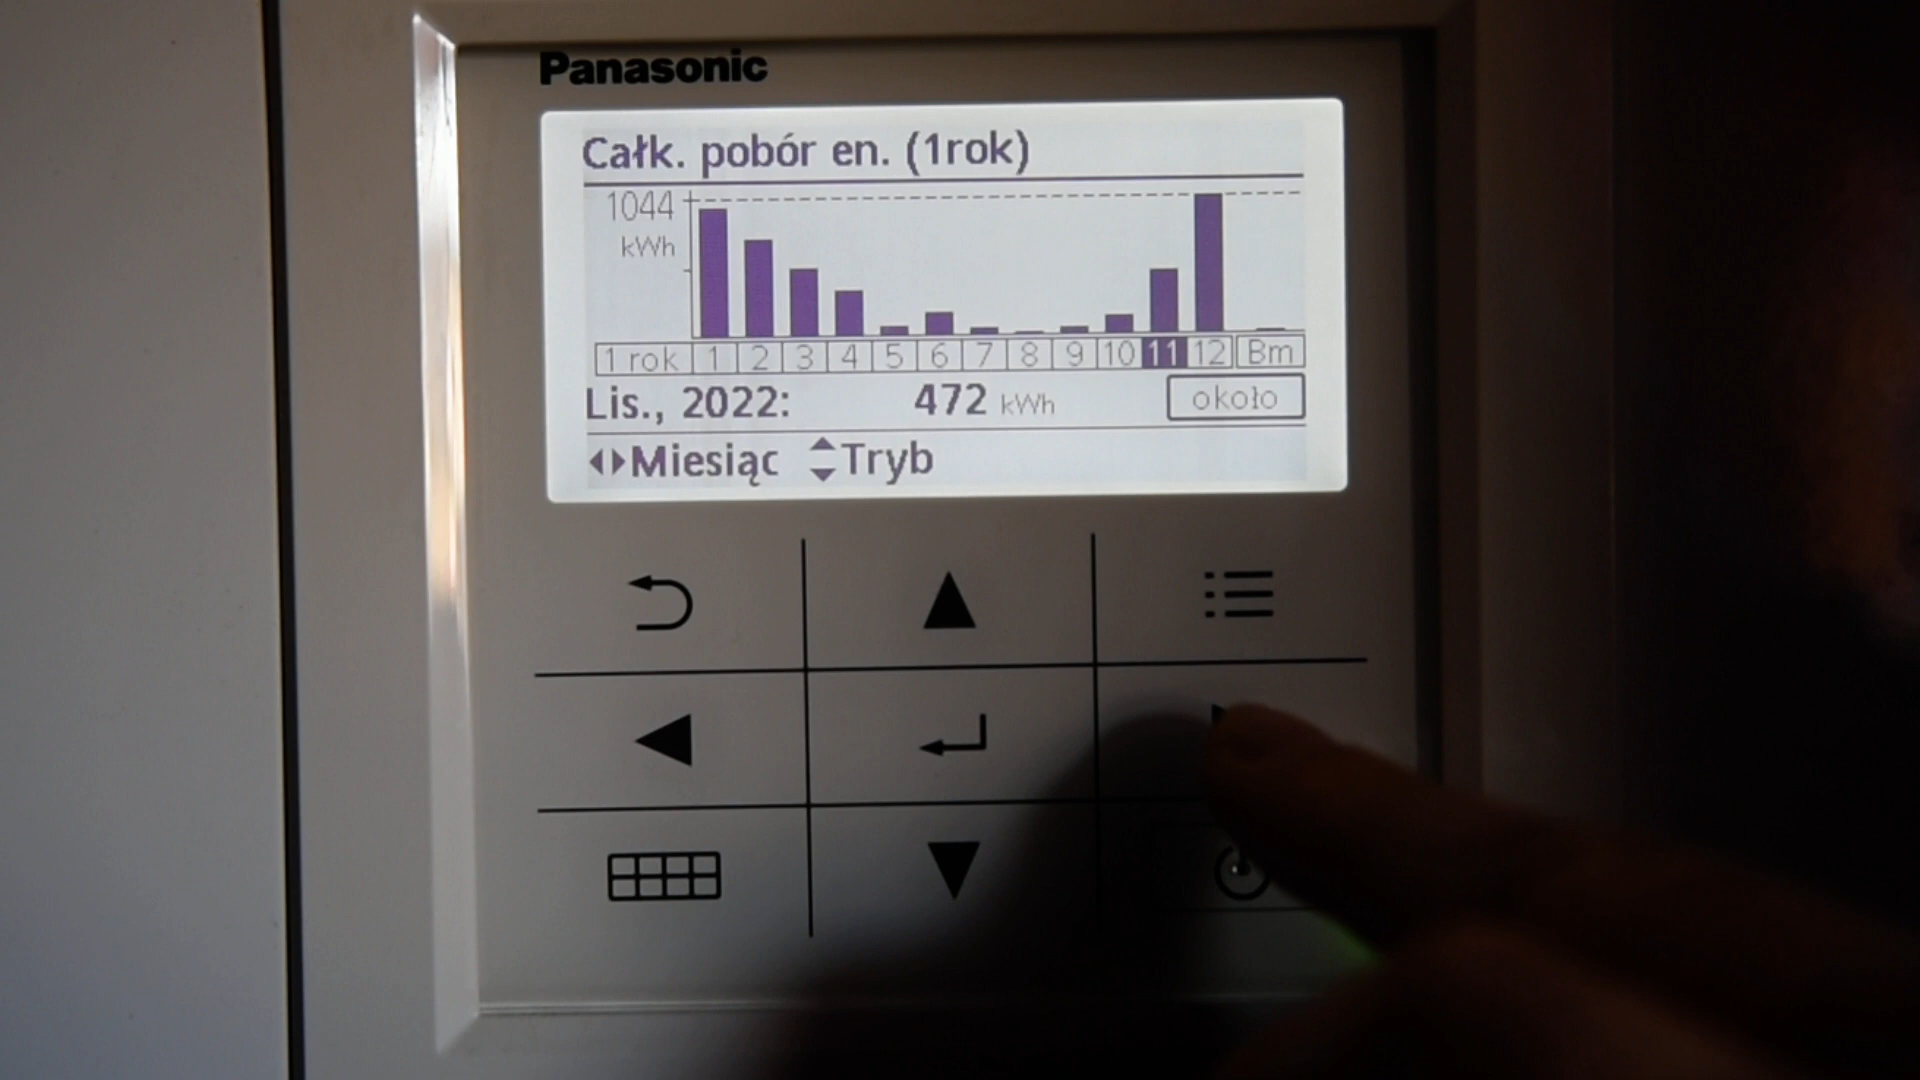 Panasonic
Całk. pobór en. (1rok)
1044
kWh
1 rok 1 2 3 4 5 6 7 8 9 10 11 12 Bm
Lis., 2022: 472 kWh około
Miesiąc Tryb